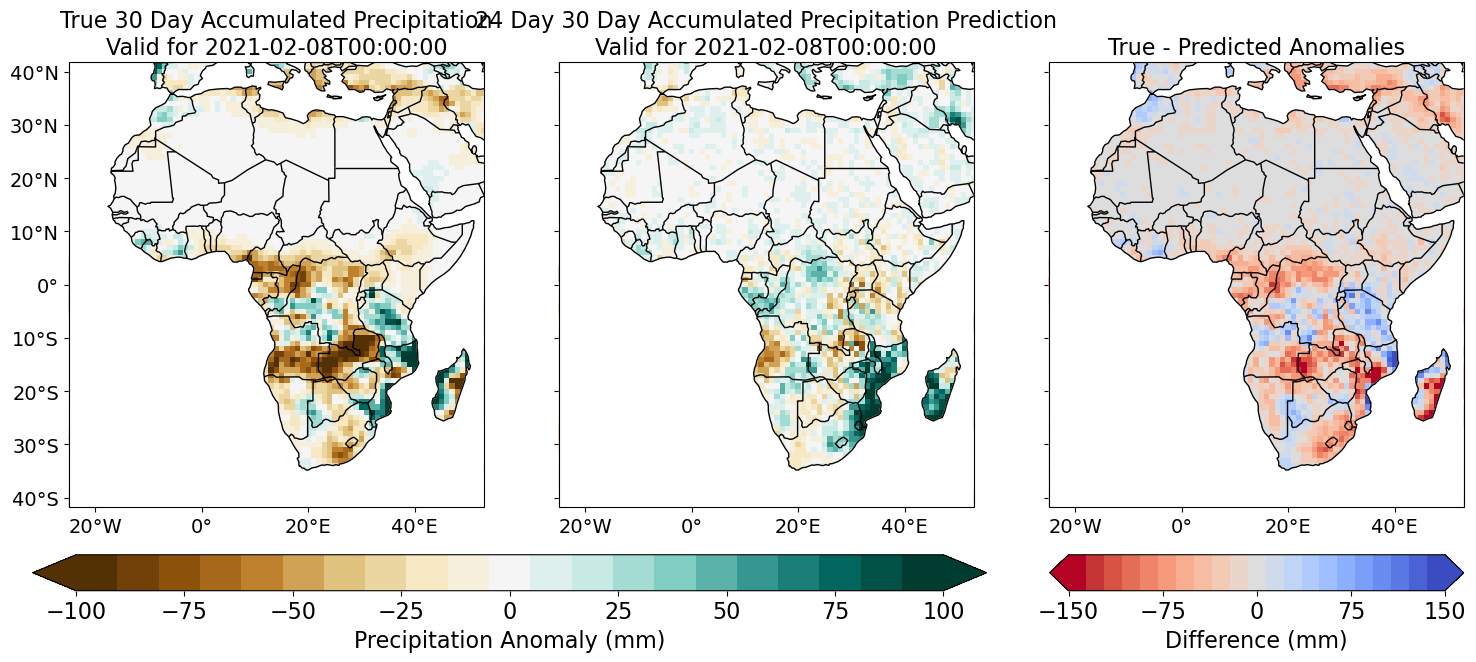 True 30 Day Accumulated Precipitation
Valid for 2021-02-08T00:00:00
24 Day 30 Day Accumulated Precipitation Prediction
Valid for 2021-02-08T00:00:00
True - Predicted Anomalies
40°N
30°N
20°N
10°N
0°
10°S
20°S
30°S
40°S
20°W 0° 20°E 40°E
20°W 0° 20°E 40°E
20°W 0° 20°E 40°E
−100 −75 −50 −25 0 25 50 75 100
Precipitation Anomaly (mm)
−150 −75 0 75 150
Difference (mm)